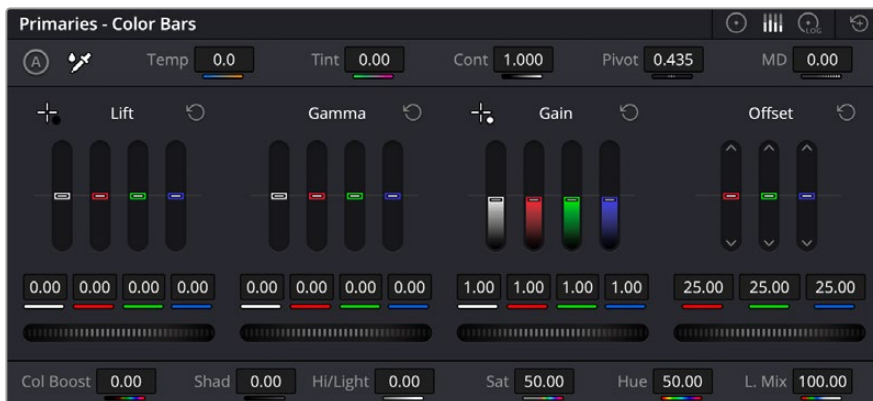 Primaries - Color Bars
LOG
A Temp 0.0 Tint 0.00 Cont 1.000 Pivot 0.435 MD 0.00
Lift Gamma Gain Offset
0.00 0.00 0.00 0.00 0.00 0.00 0.00 0.00 1.00 1.00 1.00 1.00 25.00 25.00 25.00
Col Boost 0.00 Shad 0.00 Hi/Light 0.00 Sat 50.00 Hue 50.00 L. Mix 100.00